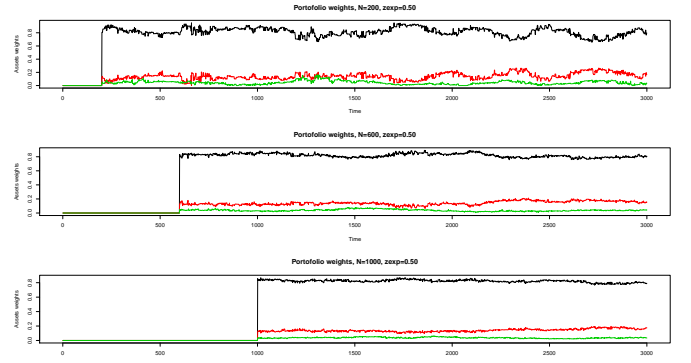 Portofolio weights, N=200, zexp=0.50
Assets weights
0.0 0.2 0.4 0.6 0.8
0 500 1000 1500 2000 2500 3000
Time
Portofolio weights, N=600, zexp=0.50
Assets weights
0.0 0.2 0.4 0.6 0.8
0 500 1000 1500 2000 2500 3000
Time
Portofolio weights, N=1000, zexp=0.50
Assets weights
0.0 0.2 0.4 0.6 0.8
0 500 1000 1500 2000 2500 3000